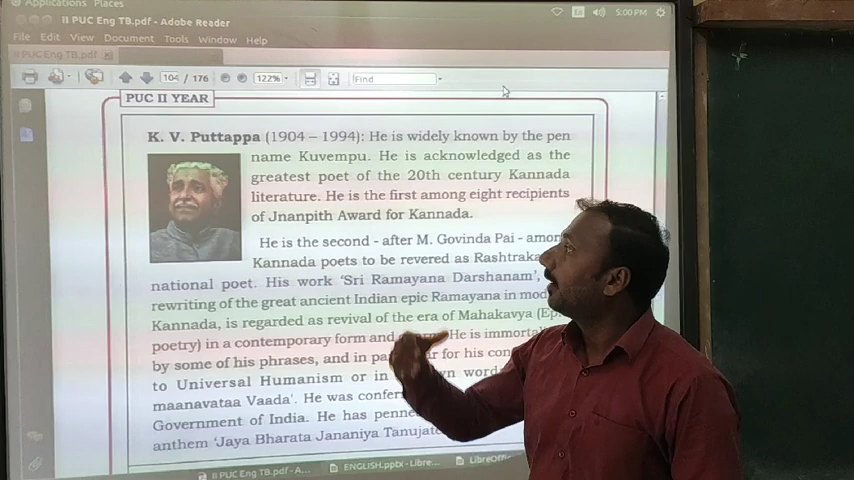 Applications Places
5:00 PM
II PUC Eng TB.pdf - Adobe Reader
File Edit View Document Tools Window Help
II PUC Eng TB.pdf
104 / 176 122% Find
PUC II YEAR
K. V. Puttappa (1904 – 1994): He is widely known by the pen
name Kuvempu. He is acknowledged as the
greatest poet of the 20th century Kannada
literature. He is the first among eight recipients
of Jnanpith Award for Kannada.
He is the second - after M. Govinda Pai - among
Kannada poets to be revered as Rashtraka
national poet. His work 'Sri Ramayana Darshanam',
rewriting of the great ancient Indian epic Ramayana in mod
Kannada, is regarded as revival of the era of Mahakavya (Ep
poetry) in a contemporary form and He is immortal
by some of his phrases, and in par ar for his con
to Universal Humanism or in wn word
maanavataa Vaada'. He was confer
Government of India. He has penne
anthem 'Jaya Bharata Jananiya Tanujat
II PUC Eng TB.pdf - A... ENGLISH.pptx - Libre... LibreOffi